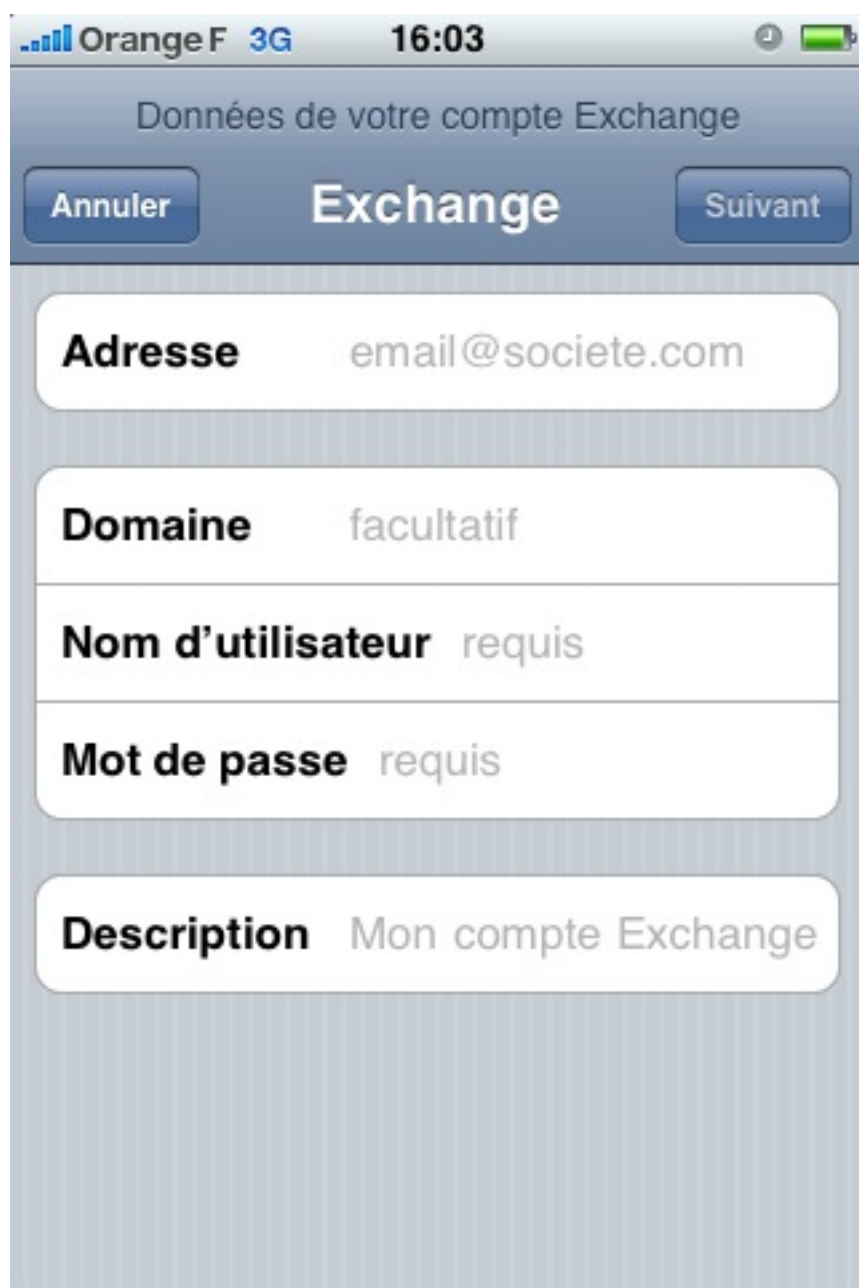 Orange F 3G 16:03
Données de votre compte Exchange
Annuler Exchange Suivant
Adresse email@societe.com
Domaine facultatif
Nom d'utilisateur requis
Mot de passe requis
Description Mon compte Exchange